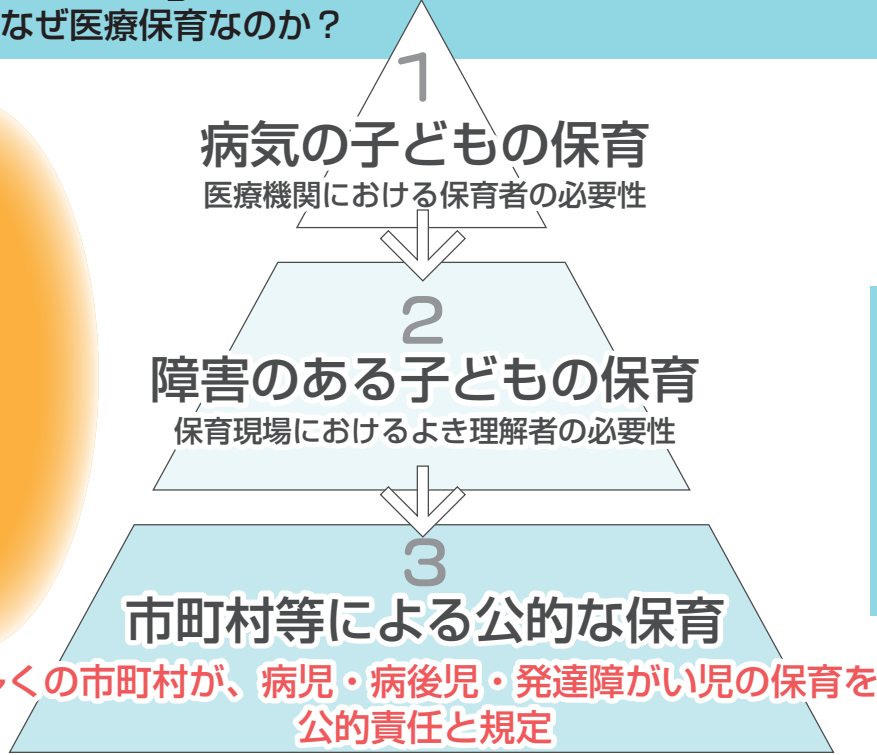 なぜ医療保育なのか？
1
病気の子どもの保育
医療機関における保育者の必要性
2
障害のある子どもの保育
保育現場におけるよき理解者の必要性
3
市町村等による公的な保育
くの市町村が、病児・病後児・発達障がい児の保育を
公的責任と規定